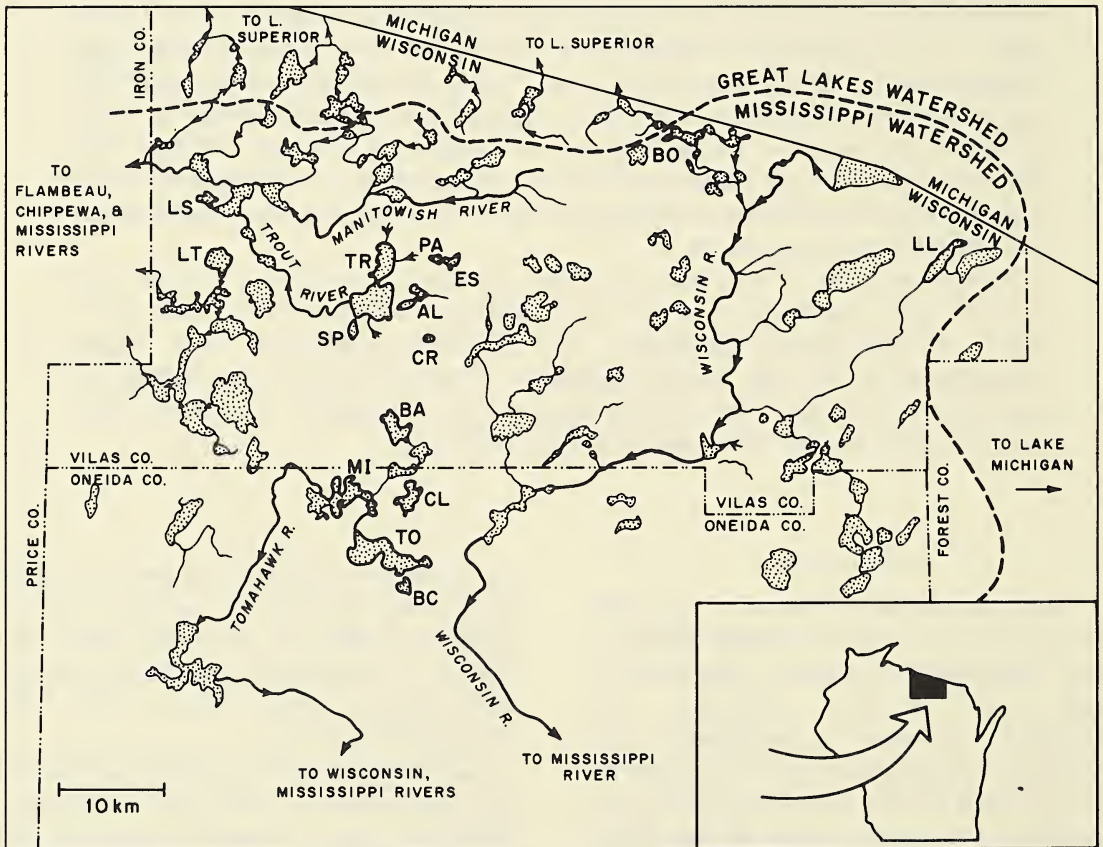 TO L.
SUPERIOR
MICHIGAN
WISCONSIN
TO L. SUPERIOR
IRON CO.
GREAT LAKES WATERSHED
MISSISSIPPI WATERSHED
BO
TO
FLAMBEAU,
CHIPPEWA, &
MISSISSIPPI
RIVERS
LS
MANITOWISH RIVER
MICHIGAN
WISCONSIN
LT
TROUT RIVER
TR
PA
ES
LL
AL
SP
CR
WISCONSIN R.
BA
VILAS CO.
ONEIDA CO.
MI
CL
TO LAKE
MICHIGAN
VILAS CO.
ONEIDA CO.
FOREST CO.
PRICE CO.
TO
TOMAHAWK R.
BC
WISCONSIN R.
TO WISCONSIN,
MISSISSIPPI RIVERS
TO MISSISSIPPI
RIVER
10 km